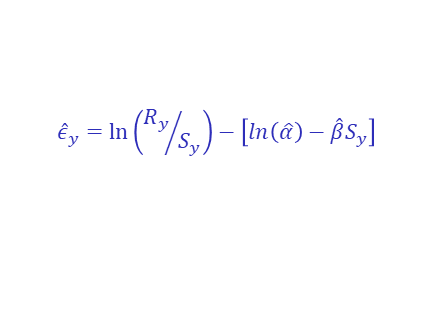 ϵ̂_y = ln(R_y/S_y) − [ln(α̂) − β̂S_y]